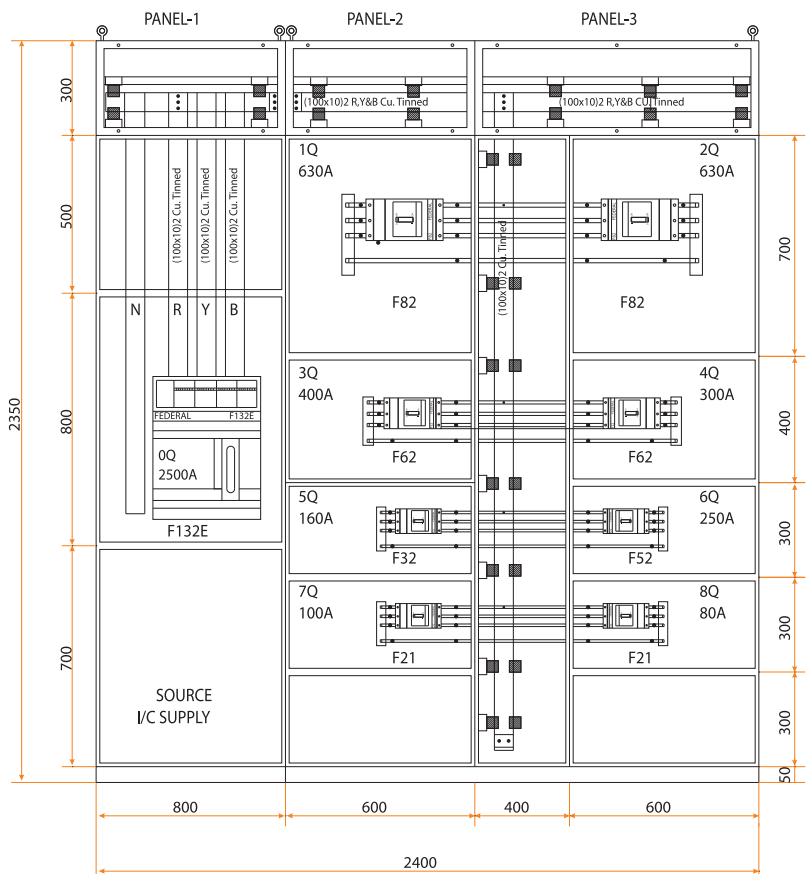 PANEL-1
PANEL-2
PANEL-3
300
(100x10)2 R,Y&B Cu. Tinned
(100x10)2 R,Y&B CU.Tinned
500
(100x10)2 Cu. Tinned
(100x10)2 Cu. Tinned
(100x10)2 Cu. Tinned
1Q
630A
F82
(100x10)2 Cu. Tinned
2Q
630A
F82
700
N R Y B
FEDERAL F132E
0Q
2500A
F132E
800
2350
3Q
400A
F62
4Q
300A
F62
400
5Q
160A
F32
6Q
250A
F52
300
7Q
100A
F21
8Q
80A
F21
300
700
SOURCE
I/C SUPPLY
300
50
800
600
400
600
2400